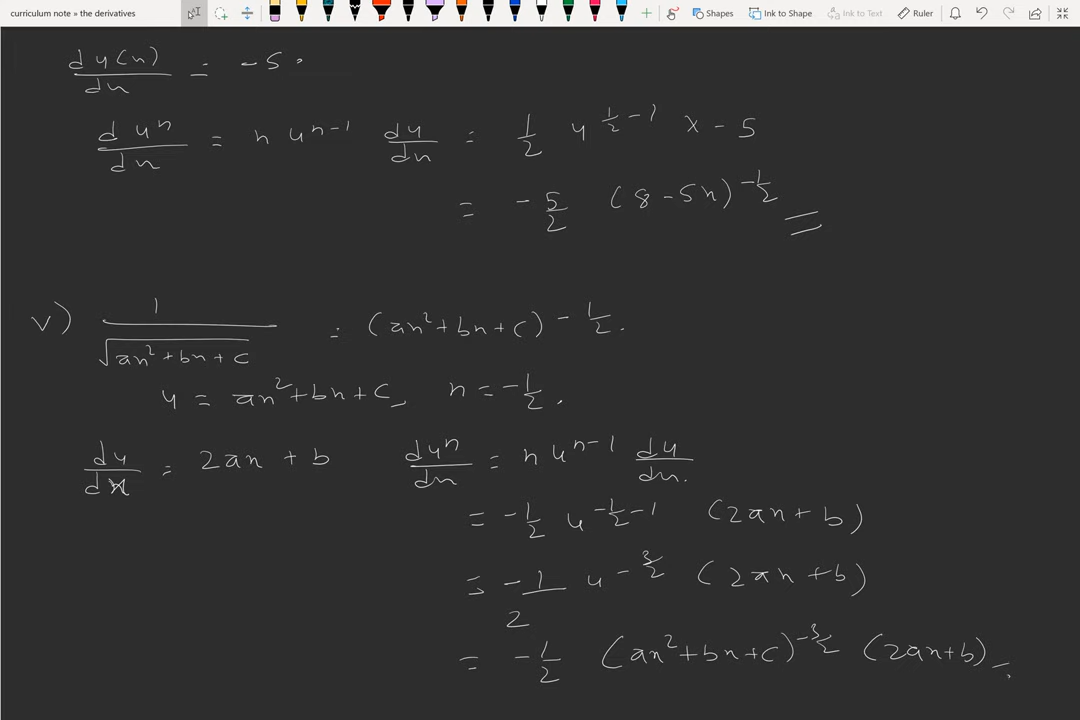 curriculum note » the derivatives Shapes Ink to Shape Ink to Text Ruler
du(x)/dx = -5.
du^n/dx = n u^(n-1) du/dx = 1/2 u^(1/2-1) x -5
= -5/2 (8-5x)^(-1/2)
v) 1/√(ax²+bx+c) = (ax²+bx+c)^(-1/2).
u = ax²+bx+c, n = -1/2.
du/dx = 2ax + b du^n/dx = n u^(n-1) du/dx.
= -1/2 u^(-1/2-1) (2ax+b)
= -1/2 u^(-3/2) (2ax+b)
= -1/2 (ax²+bx+c)^(-3/2) (2ax+b)